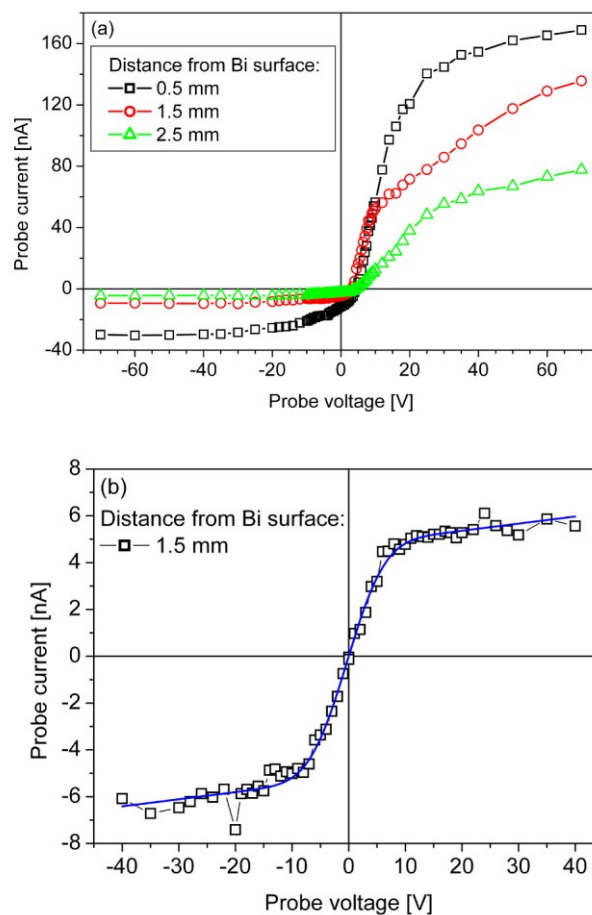 (a)
Distance from Bi surface:
0.5 mm
1.5 mm
2.5 mm
Probe current [nA]
160
120
80
40
0
-40
-60 -40 -20 0 20 40 60
Probe voltage [V]
(b)
Distance from Bi surface:
1.5 mm
Probe current [nA]
8
6
4
2
0
-2
-4
-6
-8
-40 -30 -20 -10 0 10 20 30 40
Probe voltage [V]